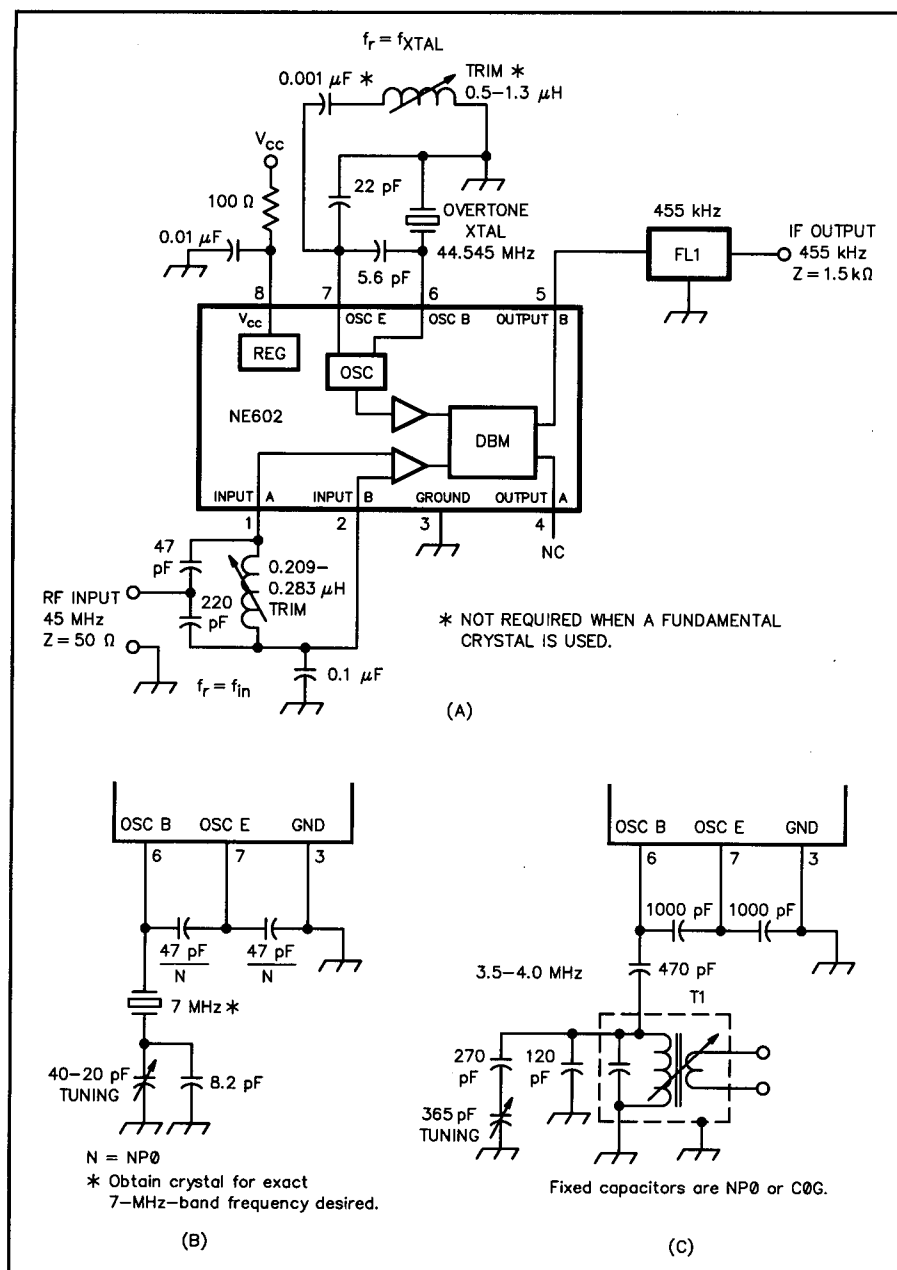 f_r = f_XTAL
0.001 μF *
TRIM *
0.5–1.3 μH
V_CC
100 Ω
0.01 μF
22 pF
OVERTONE
XTAL
44.545 MHz
5.6 pF
455 kHz
FL1
IF OUTPUT
455 kHz
Z = 1.5 kΩ
8
7
6
5
V_CC
OSC E
OSC B
OUTPUT B
REG
OSC
NE602
DBM
INPUT A
INPUT B
GROUND
OUTPUT A
1
2
3
4
NC
47
pF
0.209–
0.283 μH
TRIM
RF INPUT
45 MHz
Z = 50 Ω
220
pF
* NOT REQUIRED WHEN A FUNDAMENTAL
CRYSTAL IS USED.
0.1 μF
f_r = f_in
(A)
OSC B
OSC E
GND
6
7
3
47 pF
N
47 pF
N
7 MHz *
40–20 pF
TUNING
8.2 pF
N = NP0
* Obtain crystal for exact
7–MHz–band frequency desired.
(B)
OSC B
OSC E
GND
6
7
3
1000 pF
1000 pF
3.5–4.0 MHz
470 pF
T1
270
pF
120
pF
365 pF
TUNING
Fixed capacitors are NP0 or C0G.
(C)